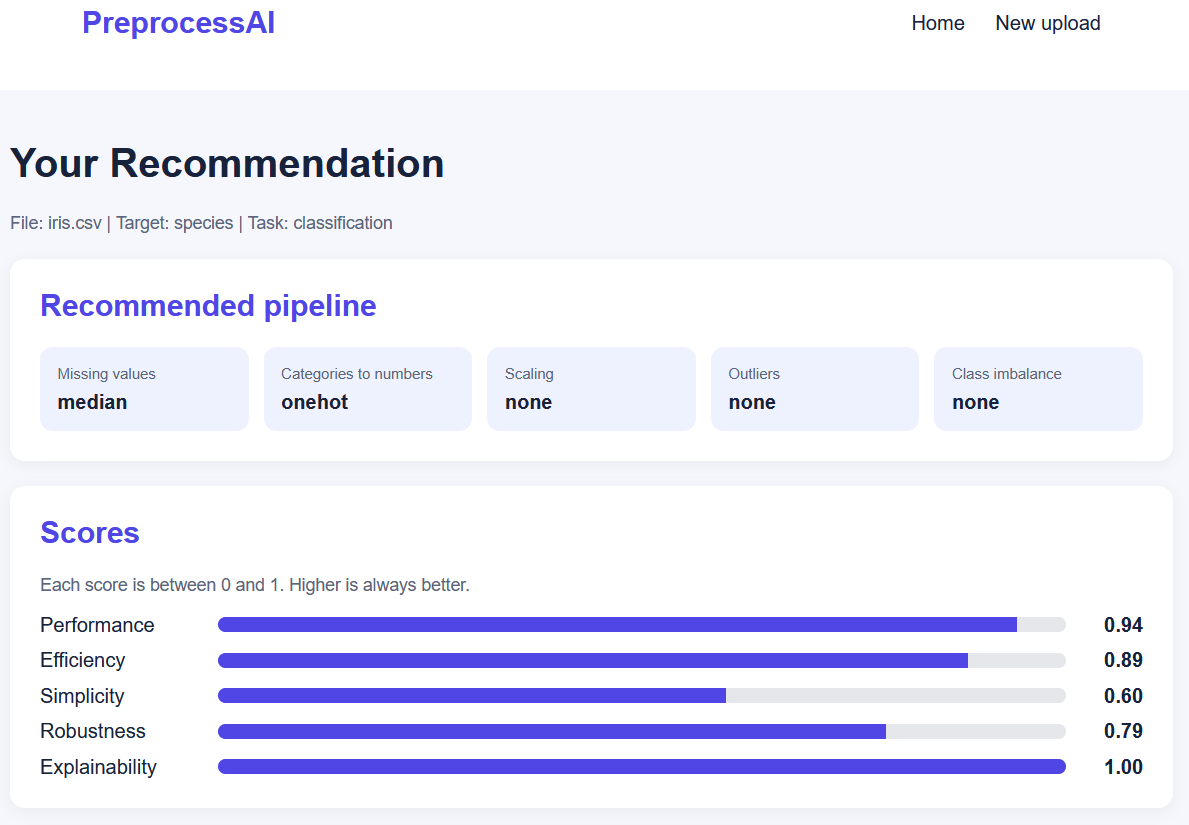 PreprocessAI
Home New upload
Your Recommendation
File: iris.csv | Target: species | Task: classification
Recommended pipeline
Missing values
median
Categories to numbers
onehot
Scaling
none
Outliers
none
Class imbalance
none
Scores
Each score is between 0 and 1. Higher is always better.
Performance 0.94
Efficiency 0.89
Simplicity 0.60
Robustness 0.79
Explainability 1.00